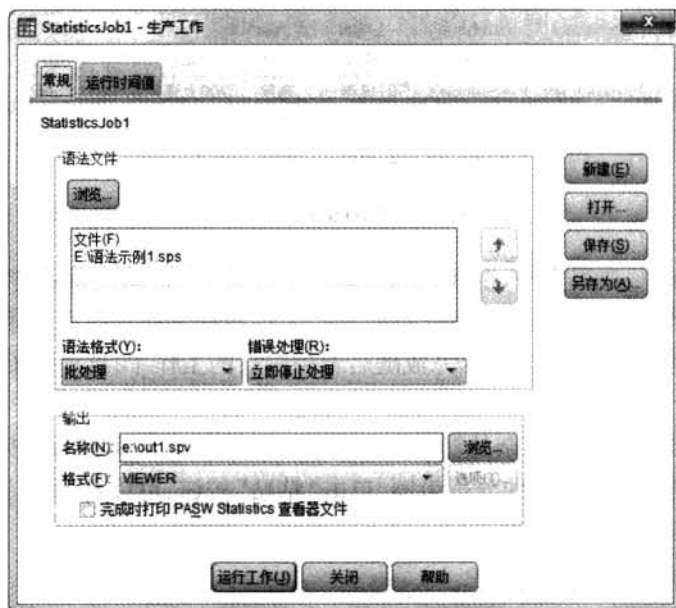 StatisticsJob1 - 生产工作
常规 运行时间值
StatisticsJob1
语法文件
浏览...
文件(F)
E:\语法示例1.sps
语法格式(Y):
错误处理(R):
批处理
立即停止处理
新建(E)
打开...
保存(S)
另存为(A)...
输出
名称(N): e:\out1.spv 浏览...
格式(F): VIEWER 选项(T)...
完成时打印 PASW Statistics 查看器文件
运行工作(J) 关闭 帮助